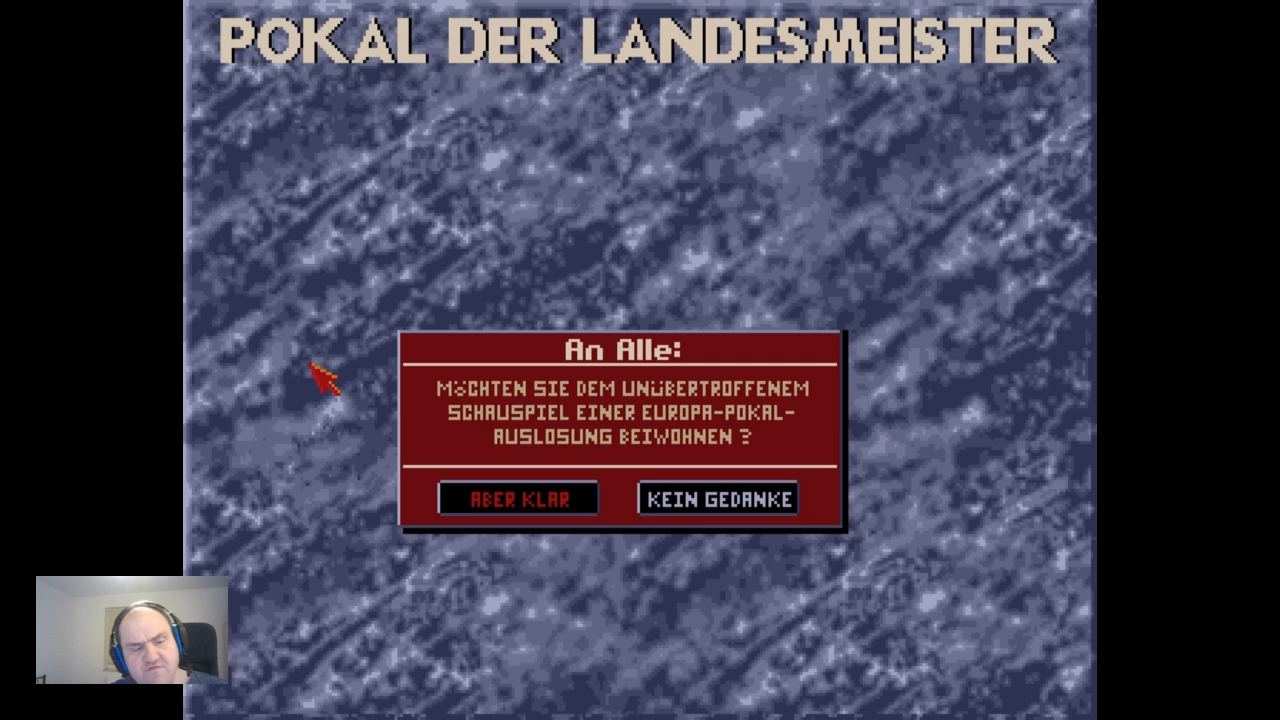 POKAL DER LANDESMEISTER
An Alle:
MÖCHTEN SIE DEM UNÜBERTROFFENEM
SCHAUSPIEL EINER EUROPA-POKAL-
AUSLOSUNG BEIWOHNEN ?
ABER KLAR
KEIN GEDANKE